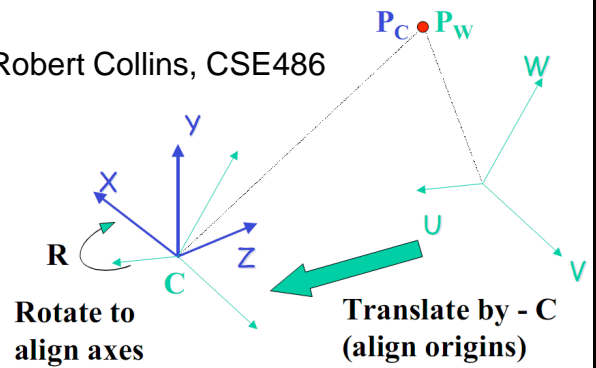 P_C P_W
Robert Collins, CSE486
W
y
X
U
R
Z
V
C
Rotate to
align axes
Translate by - C
(align origins)